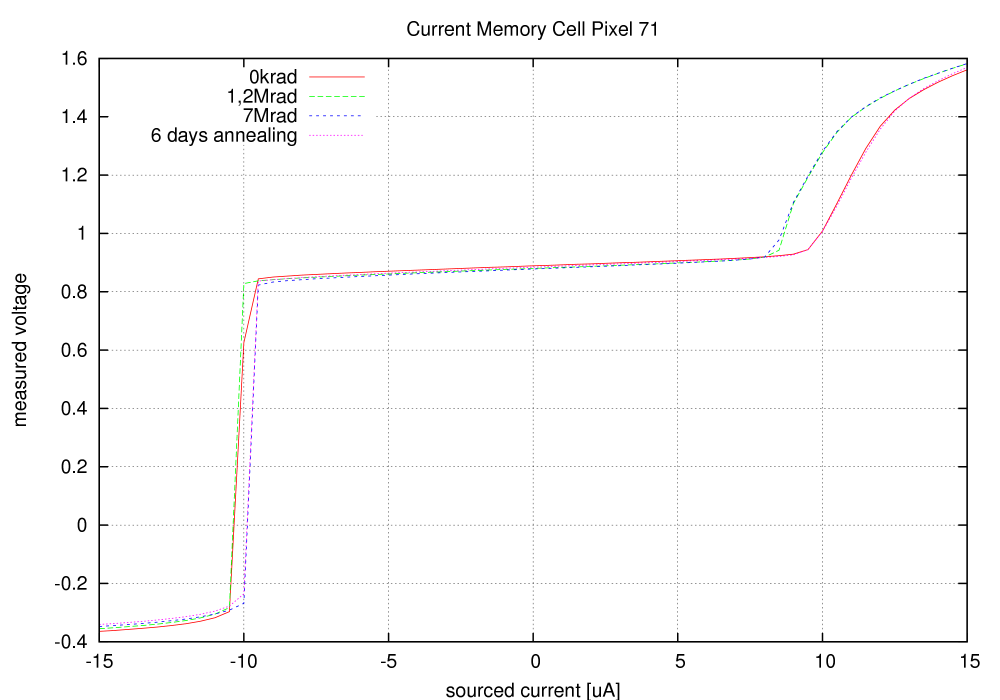 Current Memory Cell Pixel 71
0krad
1,2Mrad
7Mrad
6 days annealing
1.6
1.4
1.2
1
0.8
0.6
0.4
0.2
0
-0.2
-0.4
measured voltage
-15
-10
-5
0
5
10
15
sourced current [uA]